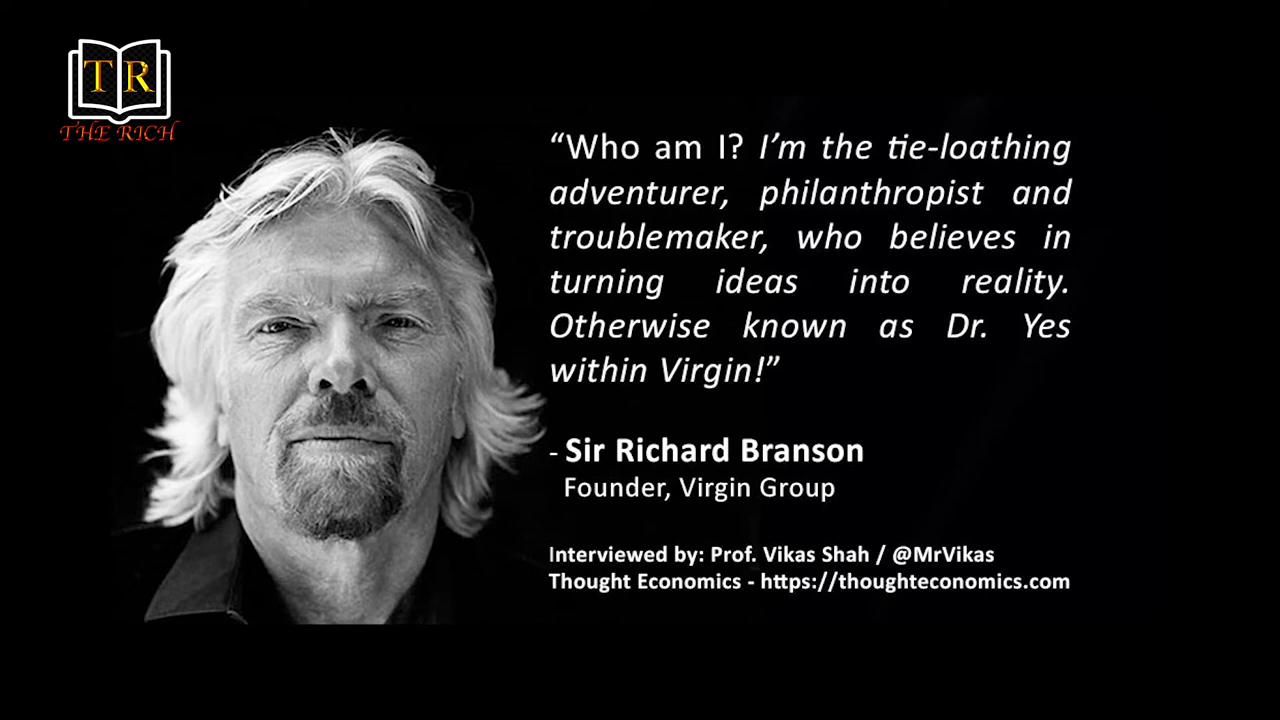 T R
THE RICH
“Who am I? I’m the tie-loathing
adventurer, philanthropist and
troublemaker, who believes in
turning ideas into reality.
Otherwise known as Dr. Yes
within Virgin!”
- Sir Richard Branson
Founder, Virgin Group
Interviewed by: Prof. Vikas Shah / @MrVikas
Thought Economics - https://thoughteconomics.com